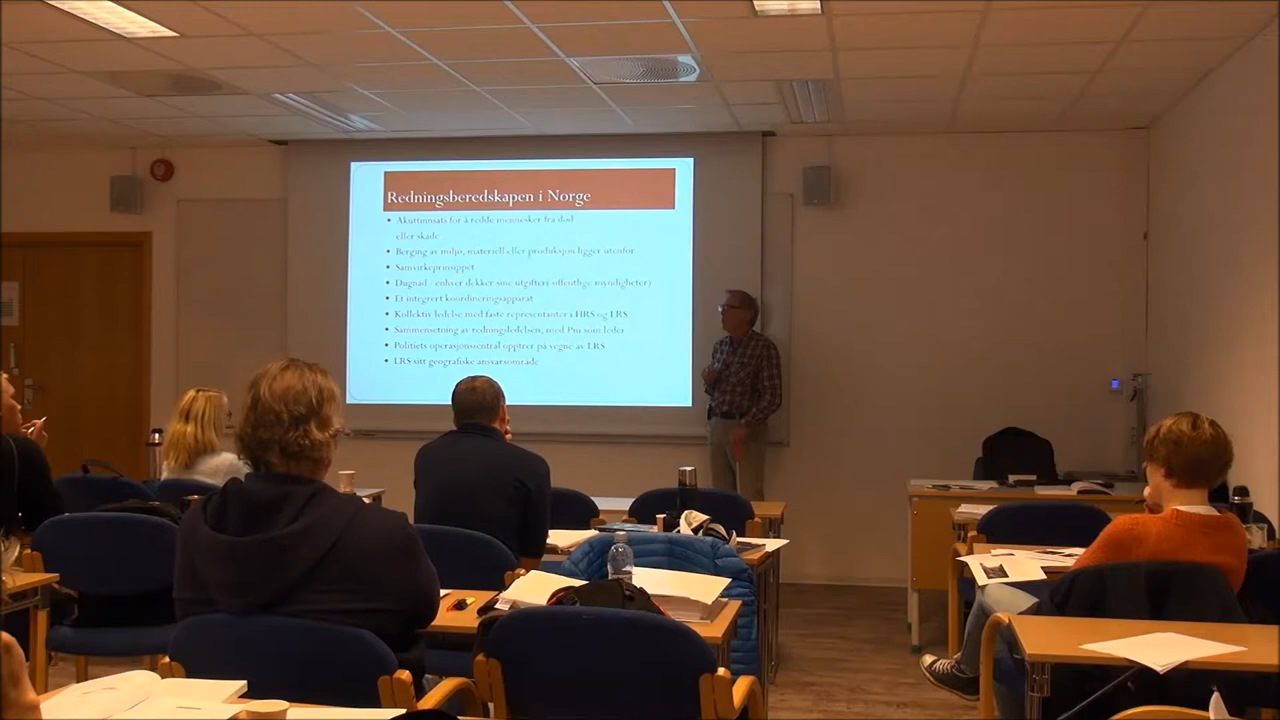 Redningsberedskapen i Norge
• Akuttinnsats for å redde mennesker fra død
eller skade
• Berging av miljø, materiell eller produksjon ligger utenfor
• Samvirkeprinsippet
• Dugnad - enhver dekker sine utgifter( offentlige myndigheter)
• Et integrert koordineringsapparat
• Kollektiv ledelse med faste representanter i HRS og LRS
• Sammensetning av redningsledelsen, med Pm som leder
• Politiets operasjonssentral opptrer på vegne av LRS
• LRS sitt geografiske ansvarsområde